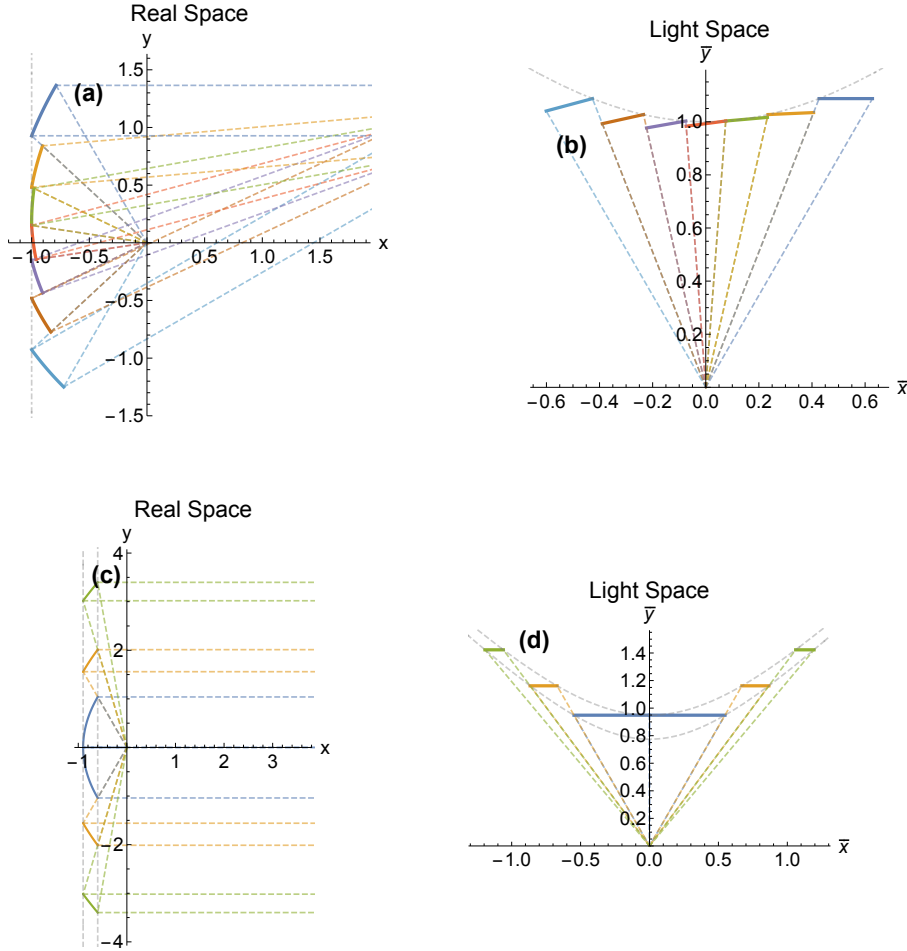 Real Space
y
(a)
1.5
1.0
0.5
-1.0 -0.5 0.5 1.0 1.5 x
-0.5
-1.0
-1.5
Light Space
y̅
(b)
1.0
0.8
0.6
0.4
0.2
-0.6 -0.4 -0.2 0.0 0.2 0.4 0.6 x̅
Real Space
y
(c)
4
2
-1 1 2 3 x
-2
-4
Light Space
y̅
(d)
1.4
1.2
1.0
0.8
0.6
0.4
0.2
-1.0 -0.5 0.0 0.5 1.0 x̅